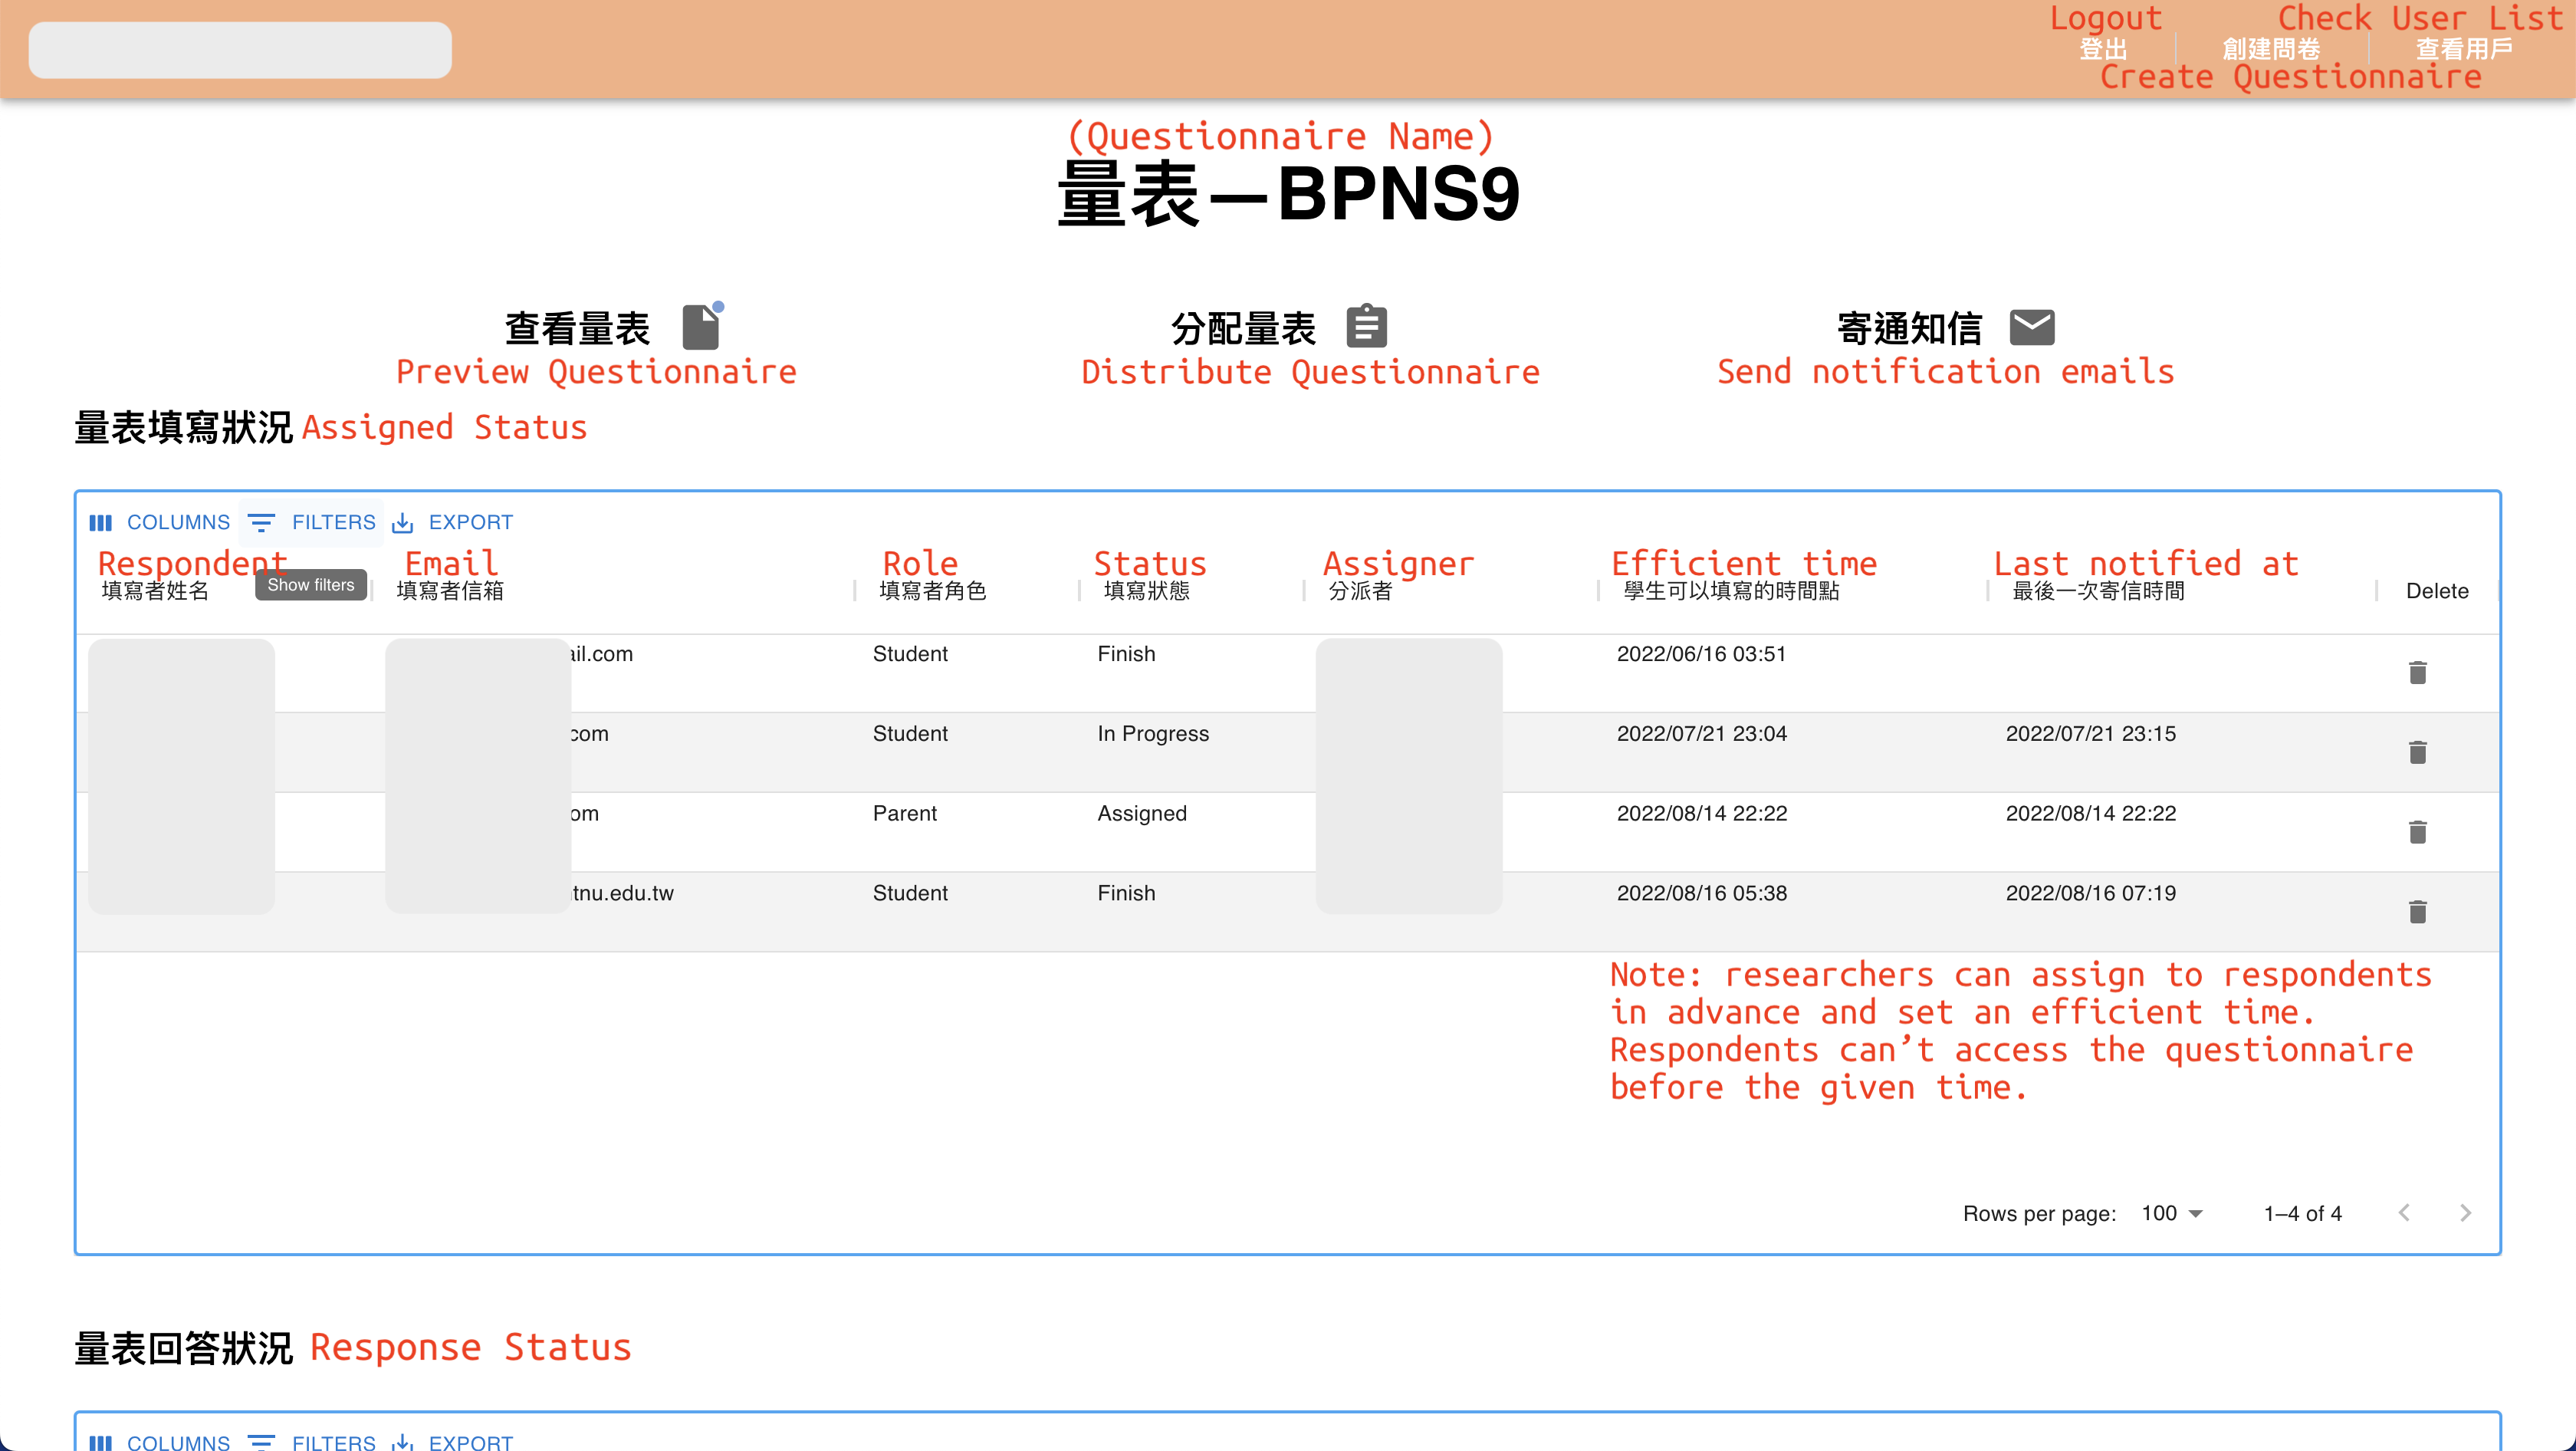 Logout Check User List
登出 創建問卷 查看用戶
Create Questionnaire
(Questionnaire Name)
量表—BPNS9
查看量表 分配量表 寄通知信
Preview Questionnaire Distribute Questionnaire Send notification emails
量表填寫狀況 Assigned Status
COLUMNS FILTERS EXPORT
Respondent Email Role Status Assigner Efficient time Last notified at
Show filters
填寫者姓名 填寫者信箱 填寫者角色 填寫狀態 分派者 學生可以填寫的時間點 最後一次寄信時間 Delete
ail.com Student Finish 2022/06/16 03:51
com Student In Progress 2022/07/21 23:04 2022/07/21 23:15
om Parent Assigned 2022/08/14 22:22 2022/08/14 22:22
tnu.edu.tw Student Finish 2022/08/16 05:38 2022/08/16 07:19
Note: researchers can assign to respondents
in advance and set an efficient time.
Respondents can’t access the questionnaire
before the given time.
Rows per page: 100 1–4 of 4
量表回答狀況 Response Status
COLUMNS FILTERS EXPORT